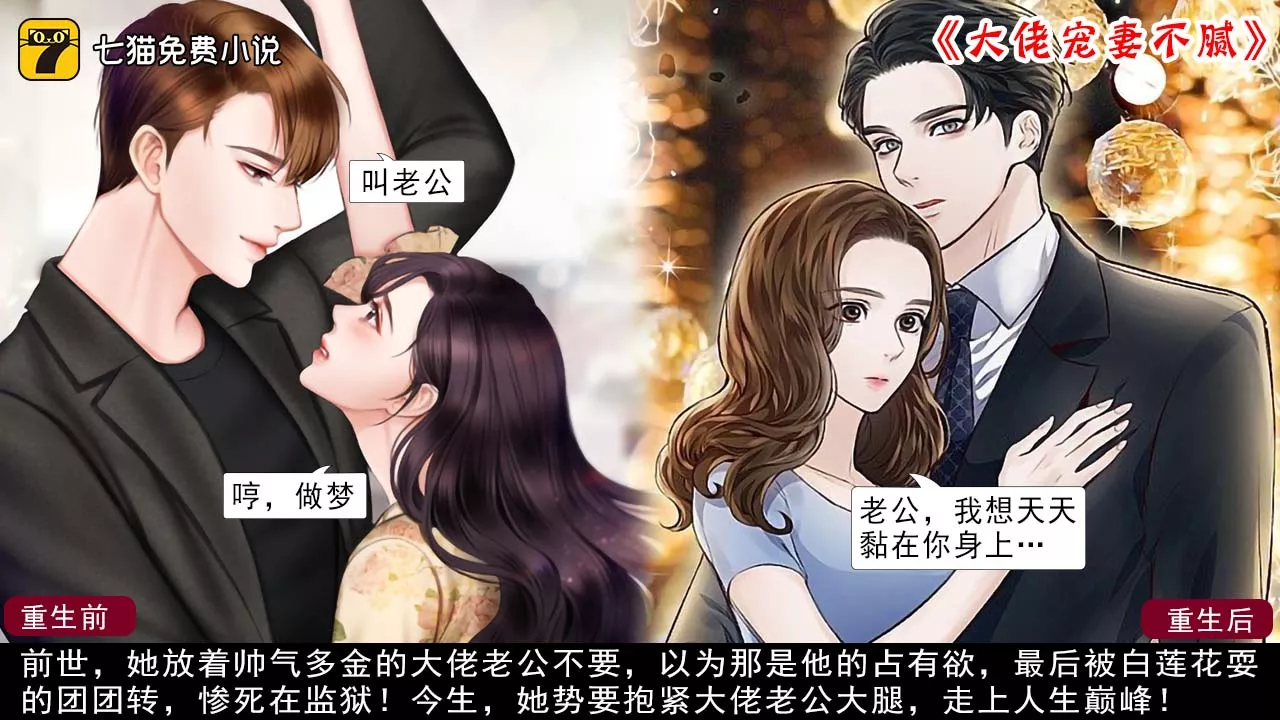 七猫免费小说
《大佬宠妻不腻》
叫老公
哼，做梦
老公，我想天天
黏在你身上…
重生前
重生后
前世，她放着帅气多金的大佬老公不要，以为那是他的占有欲，最后被白莲花耍
的团团转，惨死在监狱！今生，她势要抱紧大佬老公大腿，走上人生巅峰！